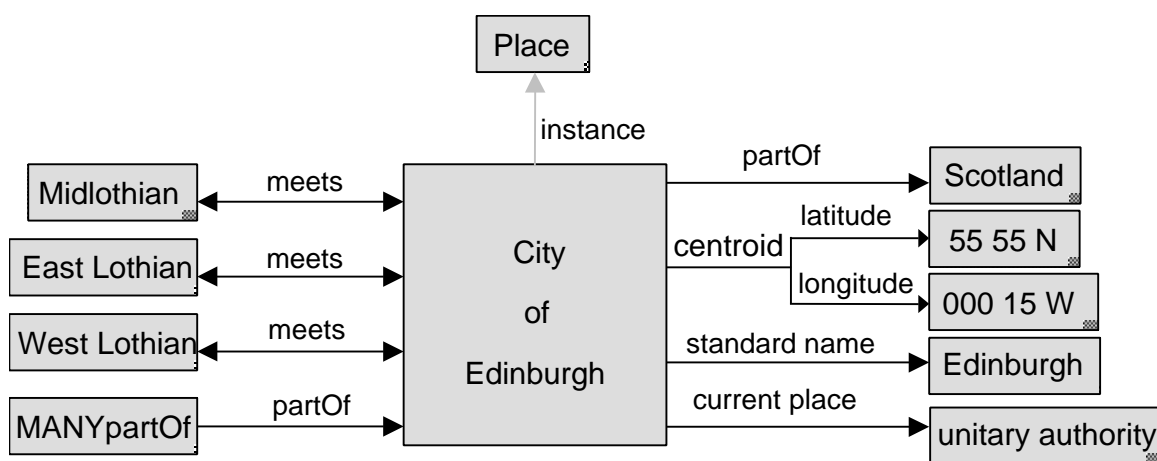 Place
instance
partOf
Scotland
Midlothian
meets
latitude
centroid
55 55 N
East Lothian
meets
City
of
Edinburgh
longitude
000 15 W
West Lothian
meets
standard name
Edinburgh
MANYpartOf
partOf
current place
unitary authority